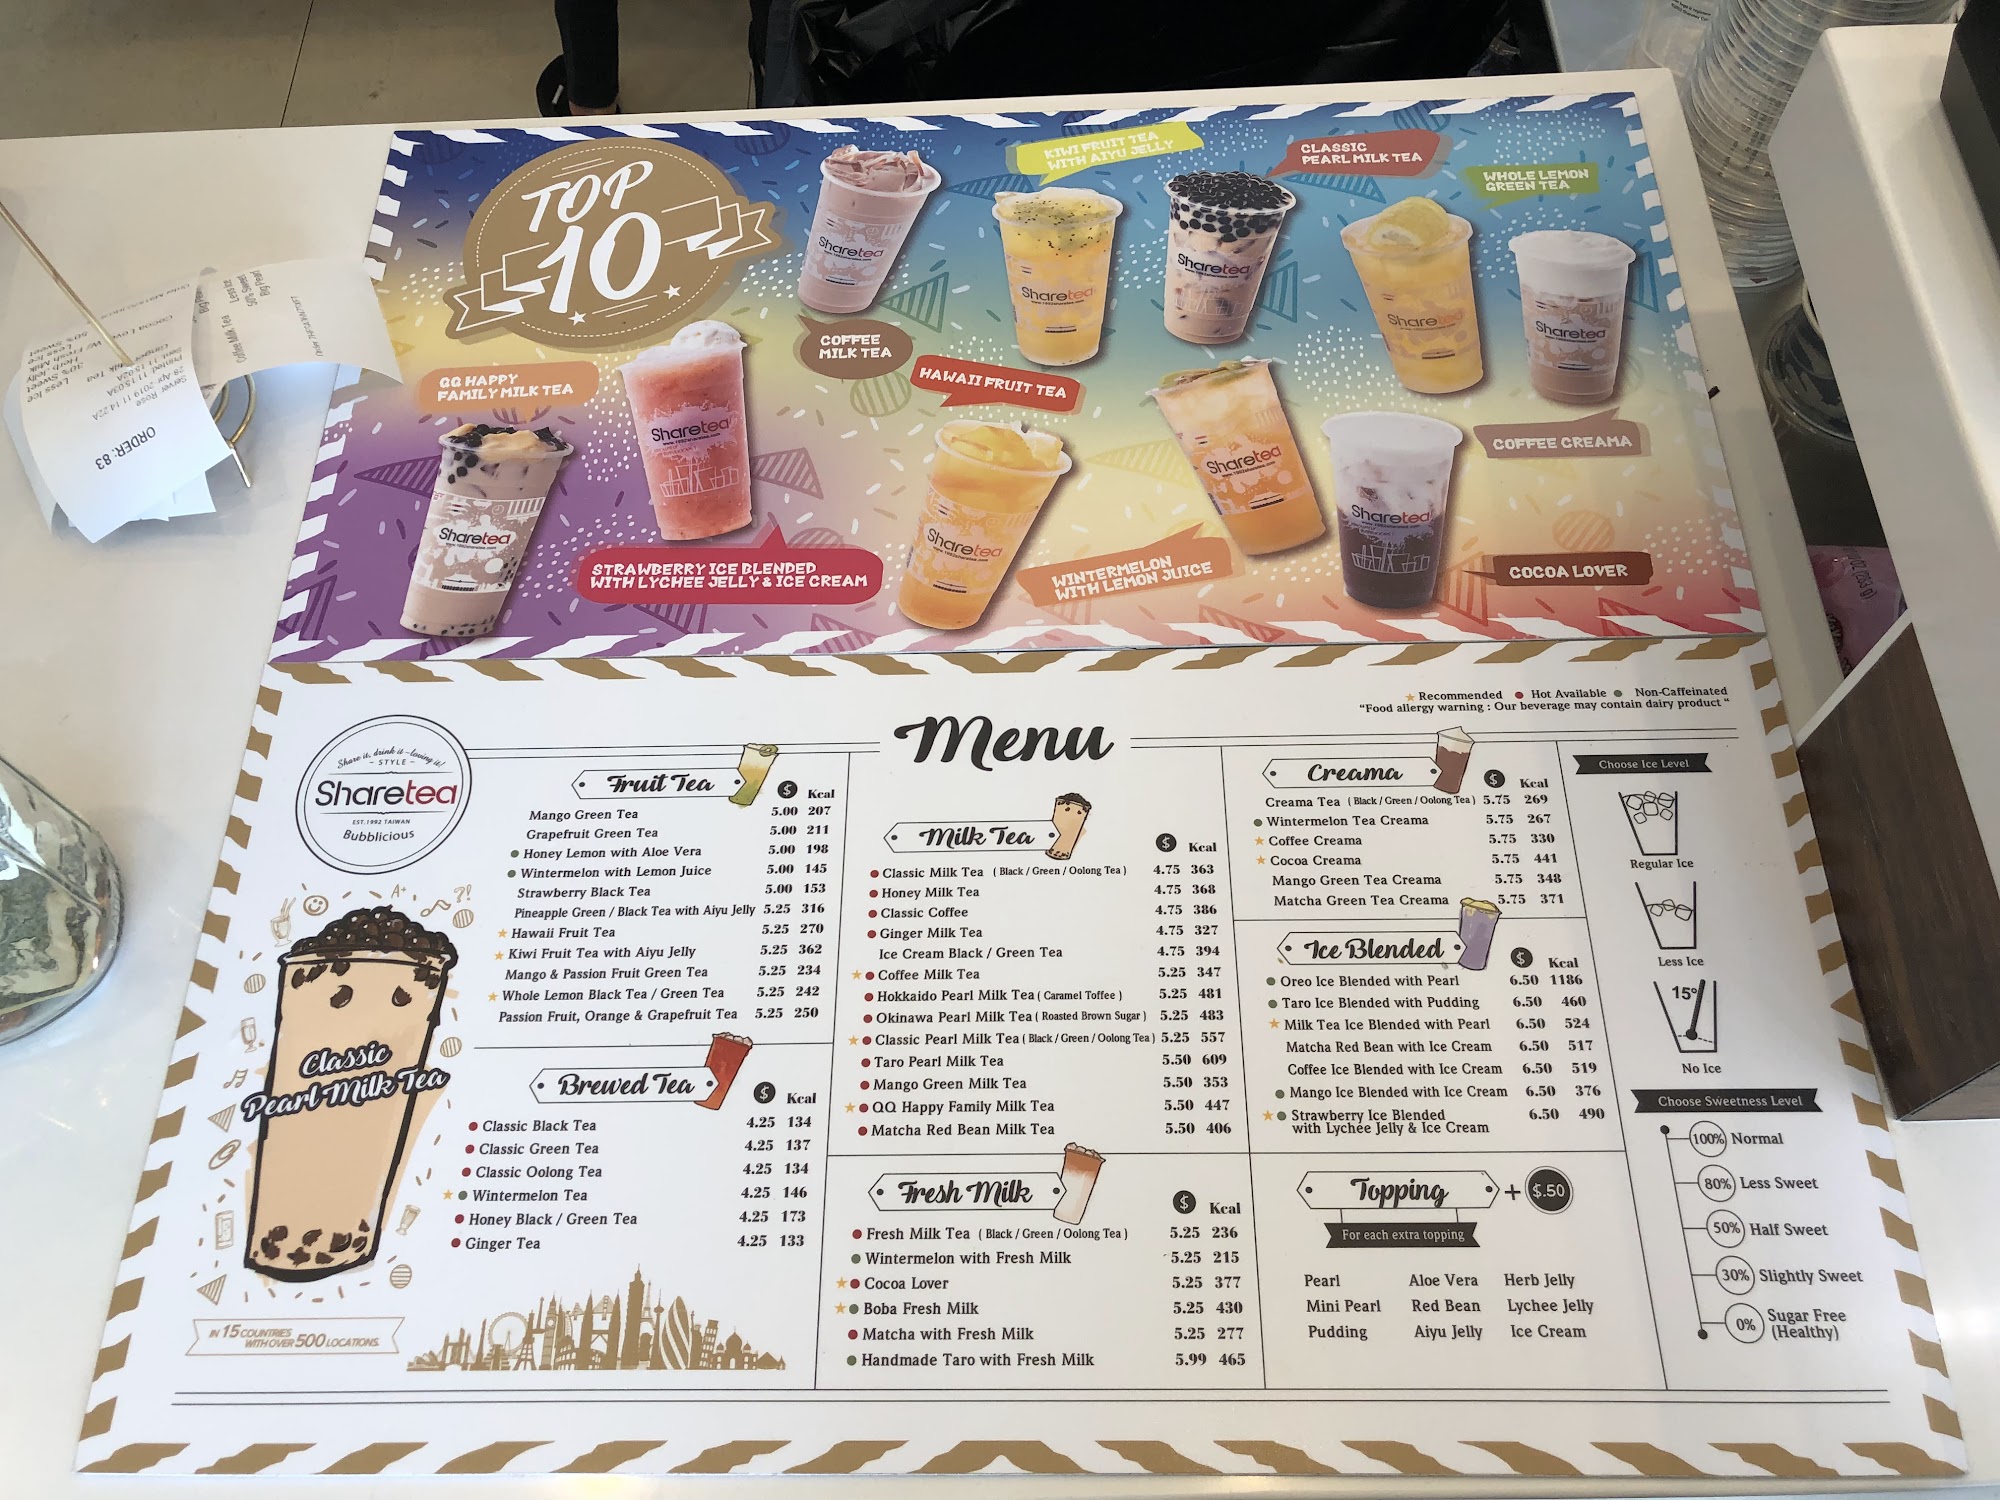 TOP
10
COFFEE
MILK TEA
KIWI FRUIT TEA
WITH AIYU JELLY
CLASSIC
PEARL MILK TEA
WHOLE LEMON
GREEN TEA
QQ HAPPY
FAMILY MILK TEA
HAWAII FRUIT TEA
COFFEE CREAMA
STRAWBERRY ICE BLENDED
WITH LYCHEE JELLY & ICE CREAM
WINTERMELON
WITH LEMON JUICE
COCOA LOVER
Sharetea
Sharetea
Sharetea
Sharetea
Sharetea
Sharetea
Sharetea
Sharetea
Sharetea
Sharetea
ORDER: 83
Server Rose
28 Apr 2019 11:14:22A
Menu
Recommended Hot Available Non-Caffeinated
"Food allergy warning : Our beverage may contain dairy product "
Share it, drink it-loving it!
- STYLE -
Sharetea
EST.1992 TAIWAN
Bubblicious
Classic
Pearl Milk Tea
IN 15 COUNTRIES
WITH OVER 500 LOCATIONS.
Fruit Tea $ Kcal
Mango Green Tea 5.00 207
Grapefruit Green Tea 5.00 211
Honey Lemon with Aloe Vera 5.00 198
Wintermelon with Lemon Juice 5.00 145
Strawberry Black Tea 5.00 153
Pineapple Green / Black Tea with Aiyu Jelly 5.25 316
Hawaii Fruit Tea 5.25 270
Kiwi Fruit Tea with Aiyu Jelly 5.25 362
Mango & Passion Fruit Green Tea 5.25 234
Whole Lemon Black Tea / Green Tea 5.25 242
Passion Fruit, Orange & Grapefruit Tea 5.25 250
Brewed Tea $ Kcal
Classic Black Tea 4.25 134
Classic Green Tea 4.25 137
Classic Oolong Tea 4.25 134
Wintermelon Tea 4.25 146
Honey Black / Green Tea 4.25 173
Ginger Tea 4.25 133
Milk Tea $ Kcal
Classic Milk Tea ( Black / Green / Oolong Tea ) 4.75 363
Honey Milk Tea 4.75 368
Classic Coffee 4.75 386
Ginger Milk Tea 4.75 327
Ice Cream Black / Green Tea 4.75 394
Coffee Milk Tea 5.25 347
Hokkaido Pearl Milk Tea ( Caramel Toffee ) 5.25 481
Okinawa Pearl Milk Tea ( Roasted Brown Sugar ) 5.25 483
Classic Pearl Milk Tea ( Black / Green / Oolong Tea ) 5.25 557
Taro Pearl Milk Tea 5.50 609
Mango Green Milk Tea 5.50 353
QQ Happy Family Milk Tea 5.50 447
Matcha Red Bean Milk Tea 5.50 406
Fresh Milk $ Kcal
Fresh Milk Tea ( Black / Green / Oolong Tea ) 5.25 236
Wintermelon with Fresh Milk 5.25 215
Cocoa Lover 5.25 377
Boba Fresh Milk 5.25 430
Matcha with Fresh Milk 5.25 277
Handmade Taro with Fresh Milk 5.99 465
Creama $ Kcal
Creama Tea ( Black / Green / Oolong Tea ) 5.75 269
Wintermelon Tea Creama 5.75 267
Coffee Creama 5.75 330
Cocoa Creama 5.75 441
Mango Green Tea Creama 5.75 348
Matcha Green Tea Creama 5.75 371
Ice Blended $ Kcal
Oreo Ice Blended with Pearl 6.50 1186
Taro Ice Blended with Pudding 6.50 460
Milk Tea Ice Blended with Pearl 6.50 524
Matcha Red Bean with Ice Cream 6.50 517
Coffee Ice Blended with Ice Cream 6.50 519
Mango Ice Blended with Ice Cream 6.50 376
Strawberry Ice Blended 6.50 490
with Lychee Jelly & Ice Cream
Topping + $.50
For each extra topping
Pearl Aloe Vera Herb Jelly
Mini Pearl Red Bean Lychee Jelly
Pudding Aiyu Jelly Ice Cream
Choose Ice Level
Regular Ice
Less Ice
15°
No Ice
Choose Sweetness Level
100% Normal
80% Less Sweet
50% Half Sweet
30% Slightly Sweet
0% Sugar Free
(Healthy)